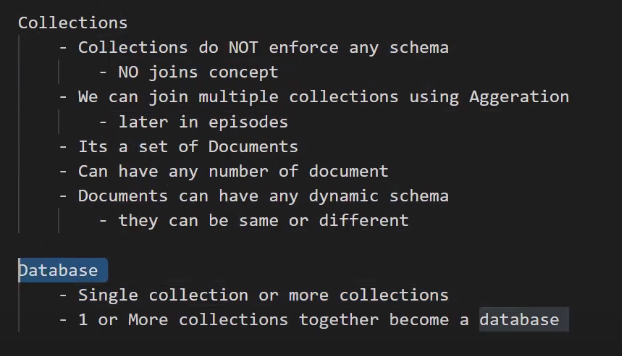 Collections
- Collections do NOT enforce any schema
- NO joins concept
- We can join multiple collections using Aggeration
- later in episodes
- Its a set of Documents
- Can have any number of document
- Documents can have any dynamic schema
- they can be same or different
Database
- Single collection or more collections
- 1 or More collections together become a database